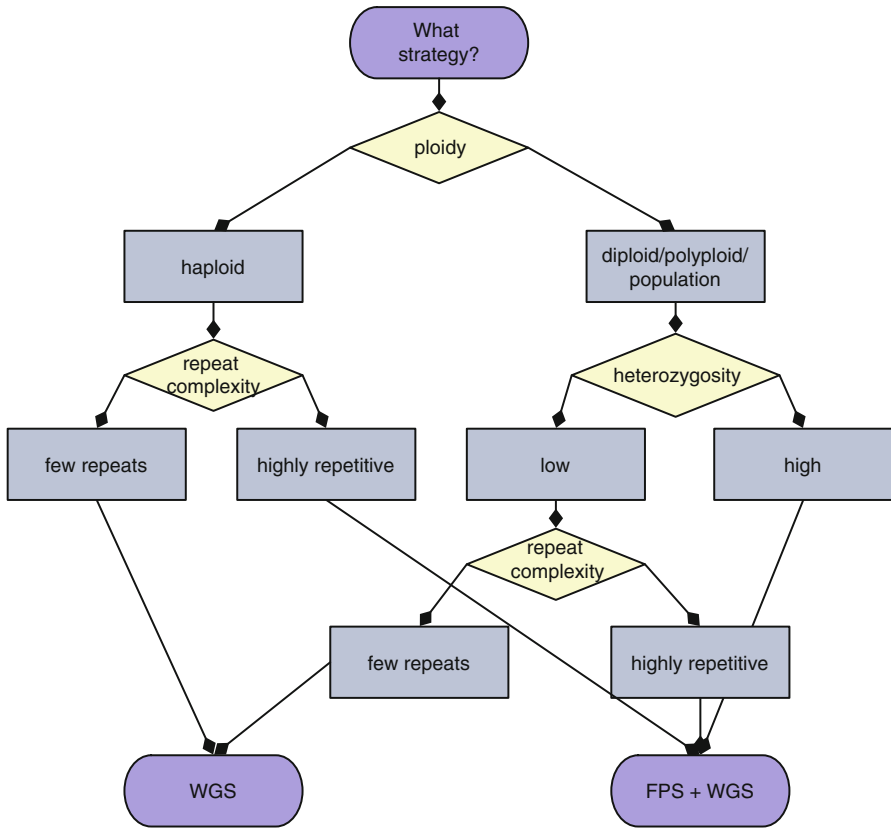 What
strategy?
ploidy
haploid
diploid/polyploid/
population
repeat
complexity
heterozygosity
few repeats
highly repetitive
low
high
repeat
complexity
few repeats
highly repetitive
WGS
FPS + WGS